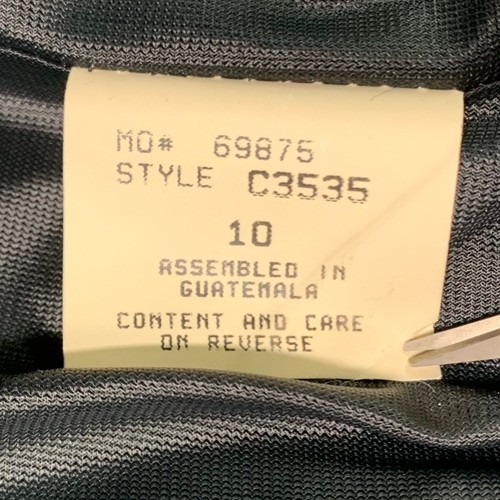 MO# 69875
STYLE C3535
10
ASSEMBLED IN
GUATEMALA
CONTENT AND CARE
ON REVERSE